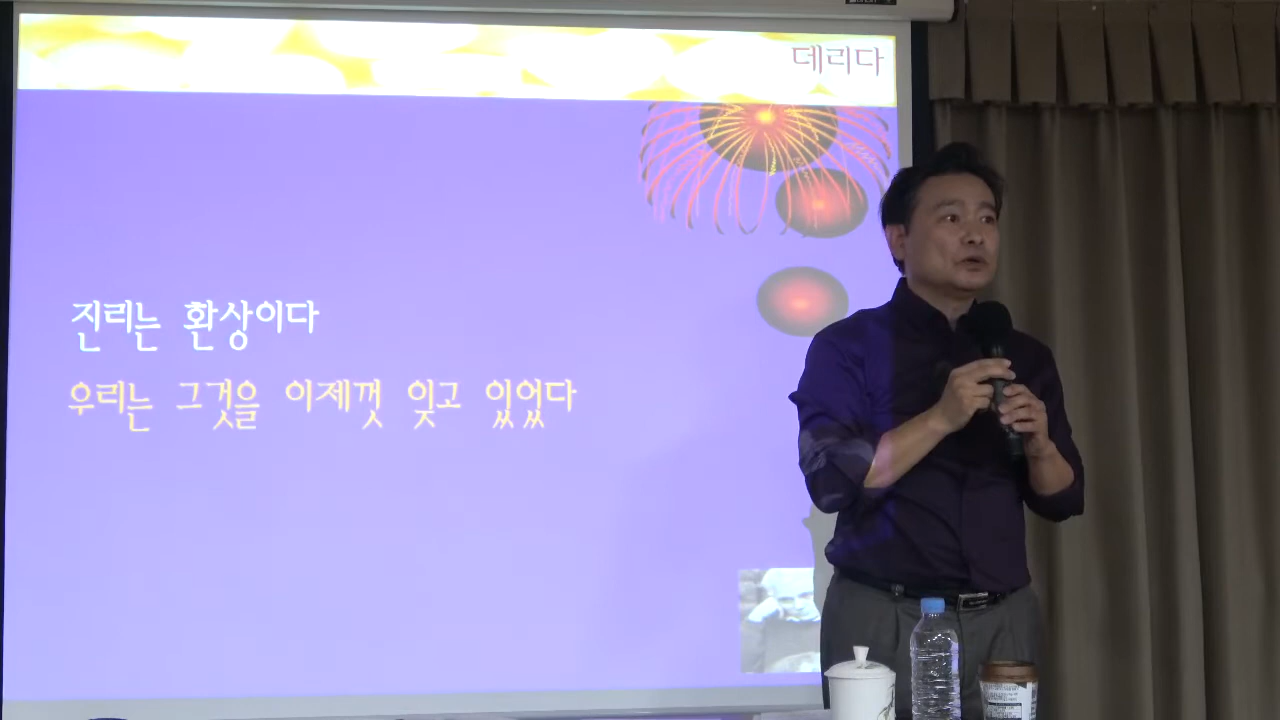 데리다
진리는 환상이다
우리는 그것을 이제껏 잊고 있었다